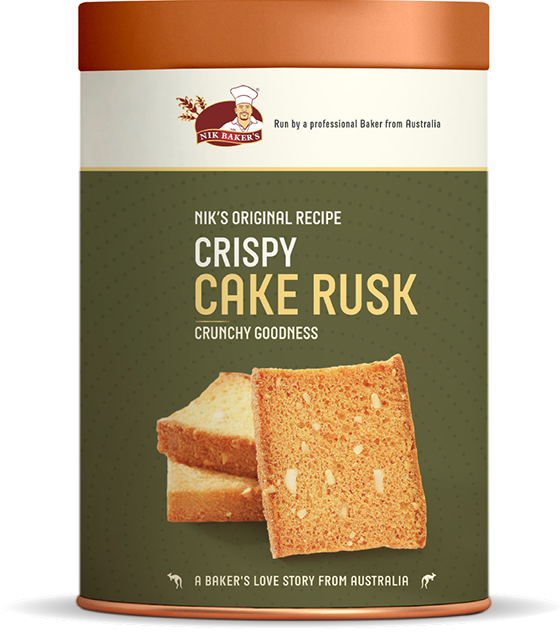 NIK BAKER'S
Run by a professional Baker from Australia
NIK'S ORIGINAL RECIPE
CRISPY
CAKE RUSK
CRUNCHY GOODNESS
A BAKER'S LOVE STORY FROM AUSTRALIA